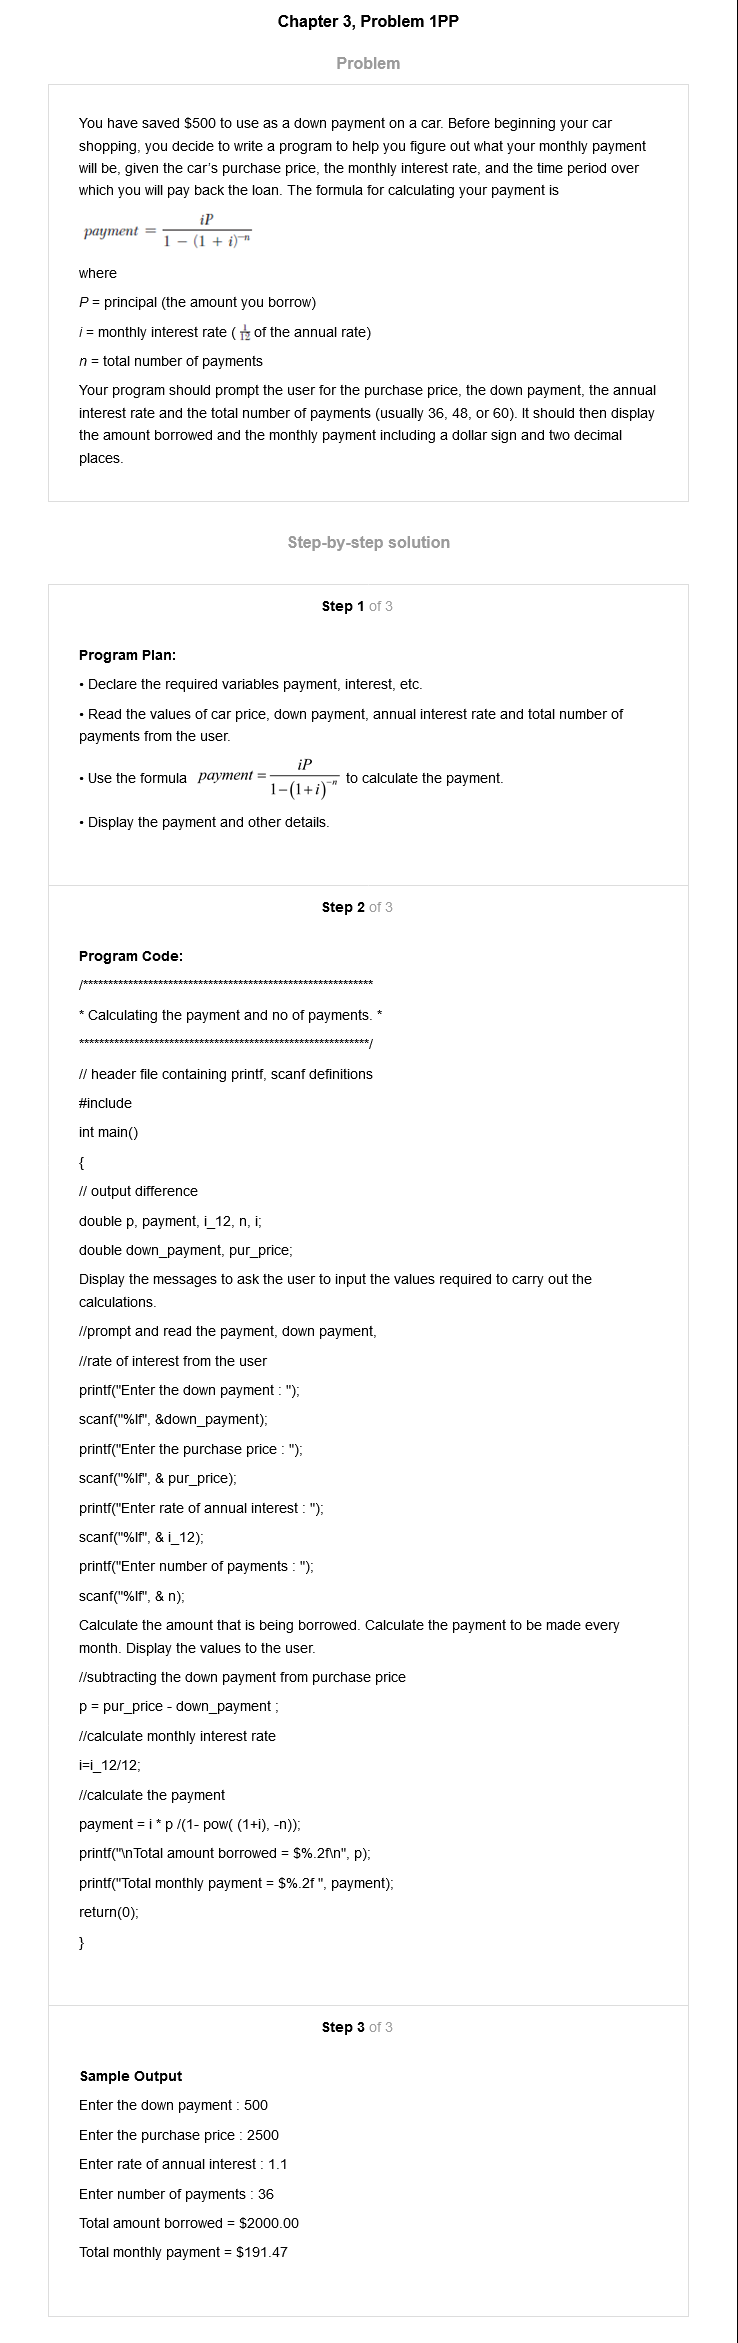 Chapter 3, Problem 1PP
Problem
You have saved $500 to use as a down payment on a car. Before beginning your car
shopping, you decide to write a program to help you figure out what your monthly payment
will be, given the car's purchase price, the monthly interest rate, and the time period over
which you will pay back the loan. The formula for calculating your payment is
payment = iP / 1 − (1 + i)⁻ⁿ
where
P = principal (the amount you borrow)
i = monthly interest rate ( 1/12 of the annual rate)
n = total number of payments
Your program should prompt the user for the purchase price, the down payment, the annual
interest rate and the total number of payments (usually 36, 48, or 60). It should then display
the amount borrowed and the monthly payment including a dollar sign and two decimal
places.
Step-by-step solution
Step 1 of 3
Program Plan:
• Declare the required variables payment, interest, etc.
• Read the values of car price, down payment, annual interest rate and total number of
payments from the user.
• Use the formula payment = iP / 1−(1+i)⁻ⁿ to calculate the payment.
• Display the payment and other details.
Step 2 of 3
Program Code:
/**********************************************************
* Calculating the payment and no of payments. *
**********************************************************/
// header file containing printf, scanf definitions
#include
int main()
{
// output difference
double p, payment, i_12, n, i;
double down_payment, pur_price;
Display the messages to ask the user to input the values required to carry out the
calculations.
//prompt and read the payment, down payment,
//rate of interest from the user
printf("Enter the down payment : ");
scanf("%lf", &down_payment);
printf("Enter the purchase price : ");
scanf("%lf", & pur_price);
printf("Enter rate of annual interest : ");
scanf("%lf", & i_12);
printf("Enter number of payments : ");
scanf("%lf", & n);
Calculate the amount that is being borrowed. Calculate the payment to be made every
month. Display the values to the user.
//subtracting the down payment from purchase price
p = pur_price - down_payment ;
//calculate monthly interest rate
i=i_12/12;
//calculate the payment
payment = i * p /(1- pow( (1+i), -n));
printf("\nTotal amount borrowed = $%.2f\n", p);
printf("Total monthly payment = $%.2f ", payment);
return(0);
}
Step 3 of 3
Sample Output
Enter the down payment : 500
Enter the purchase price : 2500
Enter rate of annual interest : 1.1
Enter number of payments : 36
Total amount borrowed = $2000.00
Total monthly payment = $191.47